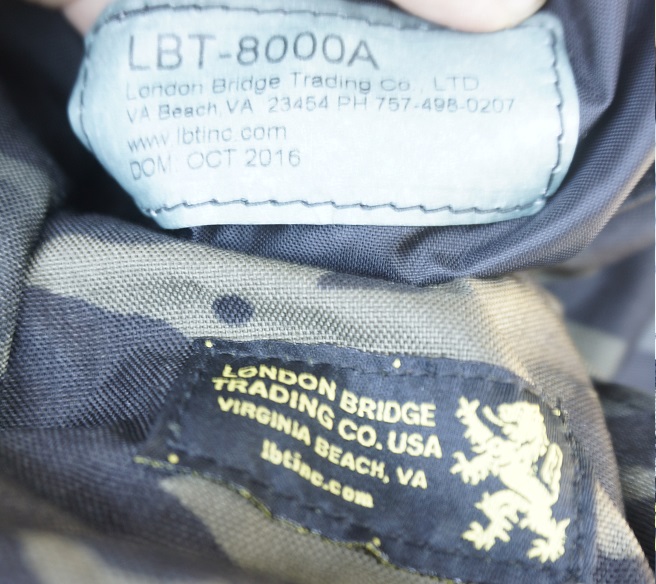 LBT-8000A
London Bridge Trading Co., LTD
VA Beach, VA 23454 PH 757-498-0207
www.lbtinc.com
DOM: OCT 2016
LONDON BRIDGE
TRADING CO. USA
VIRGINIA BEACH, VA
lbtinc.com